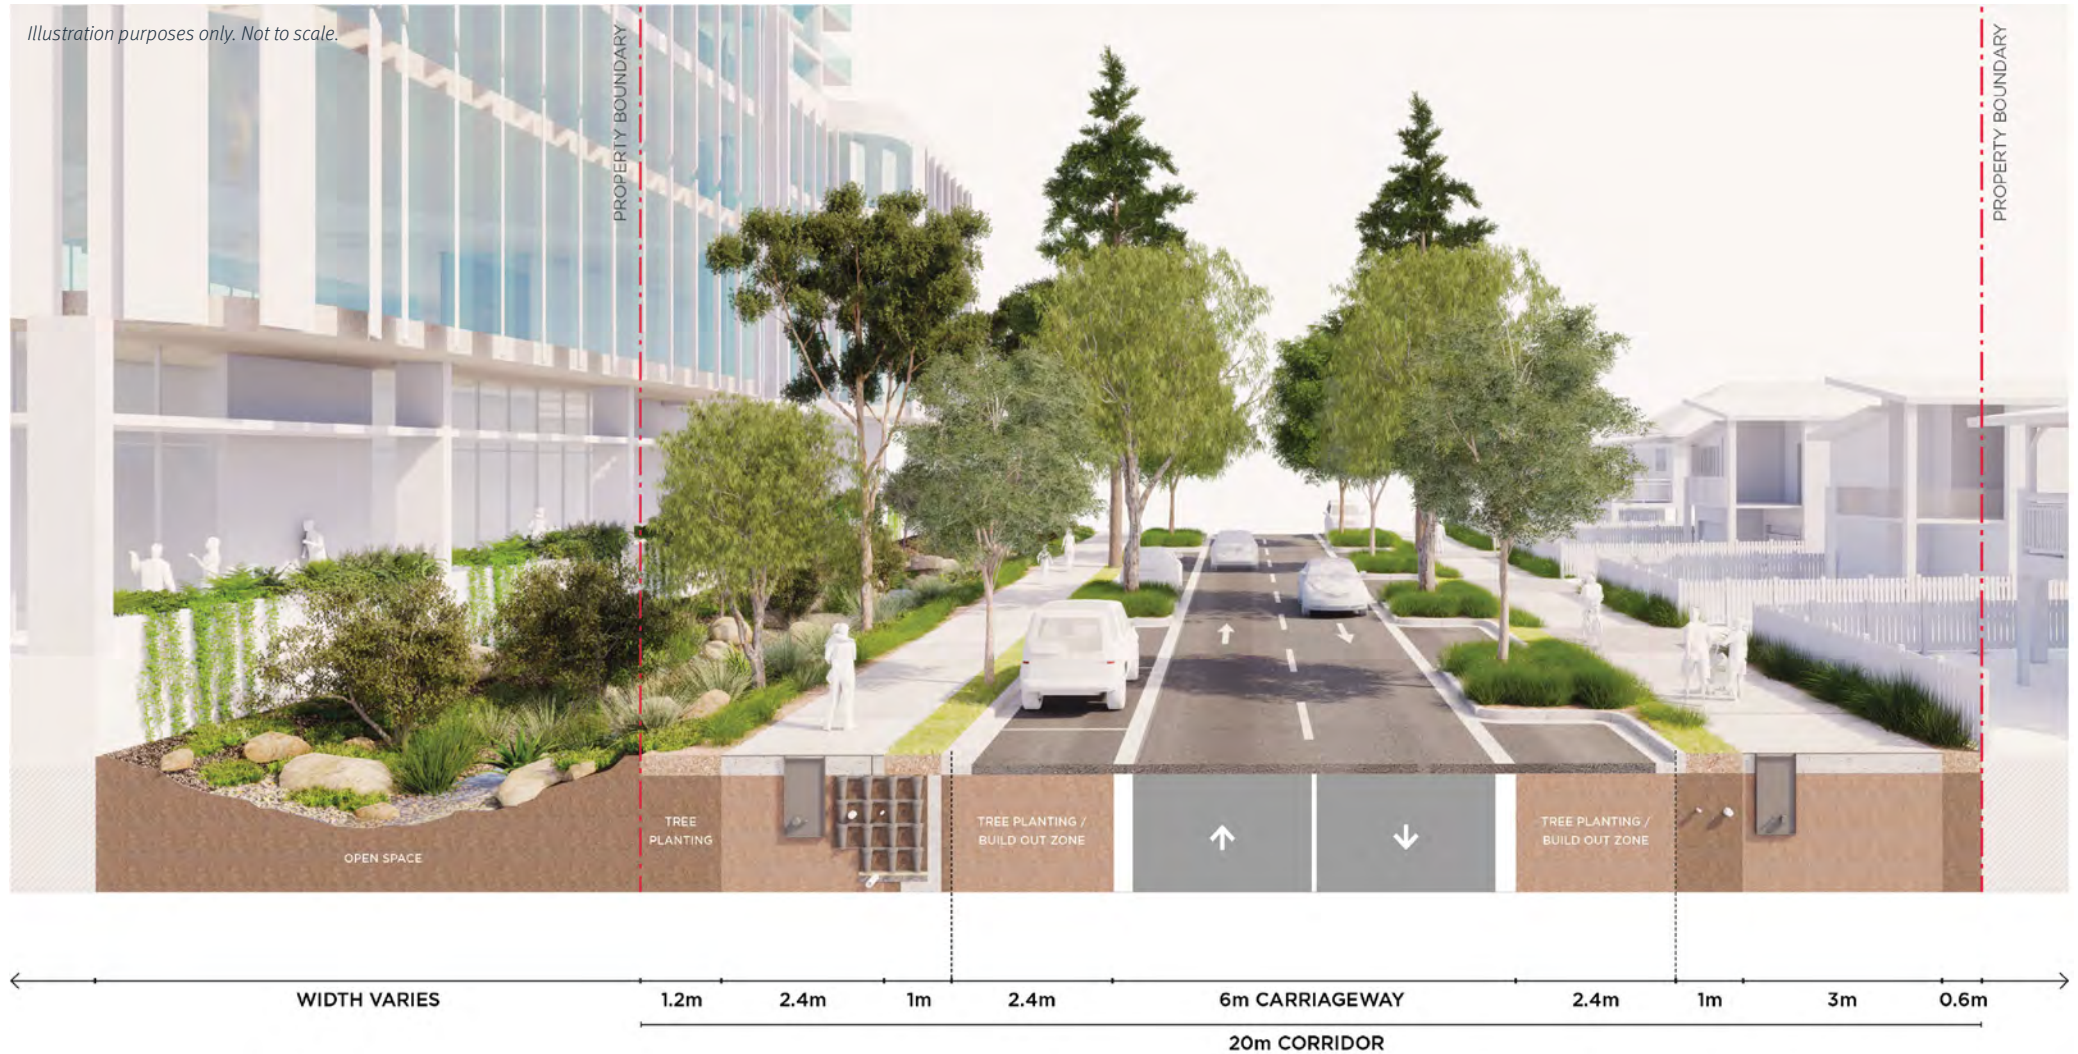 Illustration purposes only. Not to scale.
PROPERTY BOUNDARY
PROPERTY BOUNDARY
OPEN SPACE
TREE
PLANTING
TREE PLANTING /
BUILD OUT ZONE
TREE PLANTING /
BUILD OUT ZONE
WIDTH VARIES
1.2m
2.4m
1m
2.4m
6m CARRIAGEWAY
2.4m
1m
3m
0.6m
20m CORRIDOR